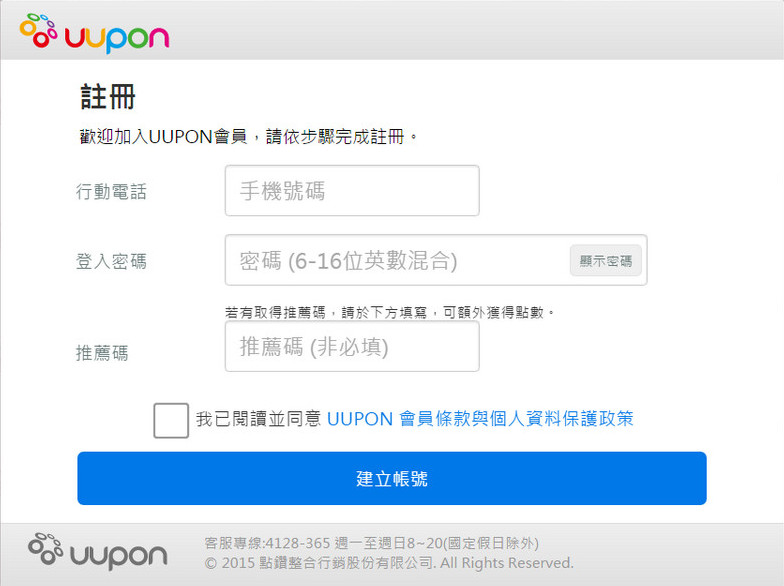 uupon
註冊
歡迎加入UUPON會員，請依步驟完成註冊。
行動電話
手機號碼
登入密碼
密碼 (6-16位英數混合)
顯示密碼
若有取得推薦碼，請於下方填寫，可額外獲得點數。
推薦碼
推薦碼 (非必填)
我已閱讀並同意 UUPON 會員條款與個人資料保護政策
建立帳號
uupon
客服專線:4128-365 週一至週日8~20(國定假日除外)
© 2015 點鑽整合行銷股份有限公司. All Rights Reserved.